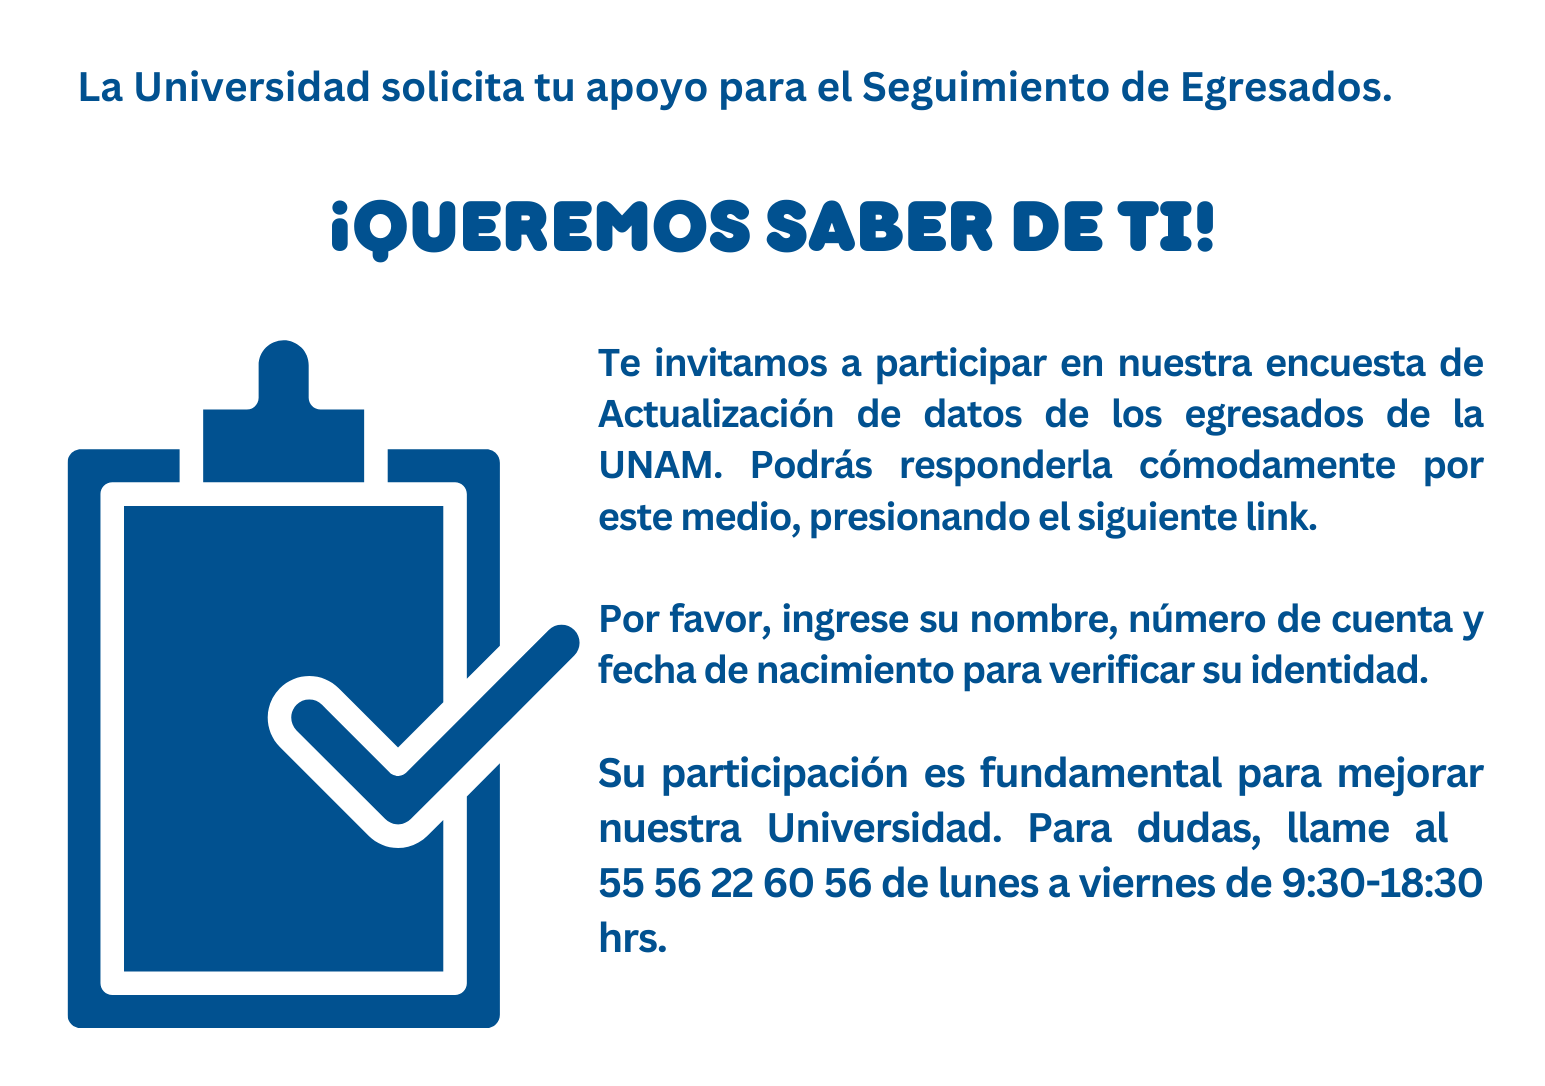 La Universidad solicita tu apoyo para el Seguimiento de Egresados.
¡QUEREMOS SABER DE TI!
Te invitamos a participar en nuestra encuesta de
Actualización de datos de los egresados de la
UNAM. Podrás responderla cómodamente por
este medio, presionando el siguiente link.
Por favor, ingrese su nombre, número de cuenta y
fecha de nacimiento para verificar su identidad.
Su participación es fundamental para mejorar
nuestra Universidad. Para dudas, llame al
55 56 22 60 56 de lunes a viernes de 9:30-18:30
hrs.